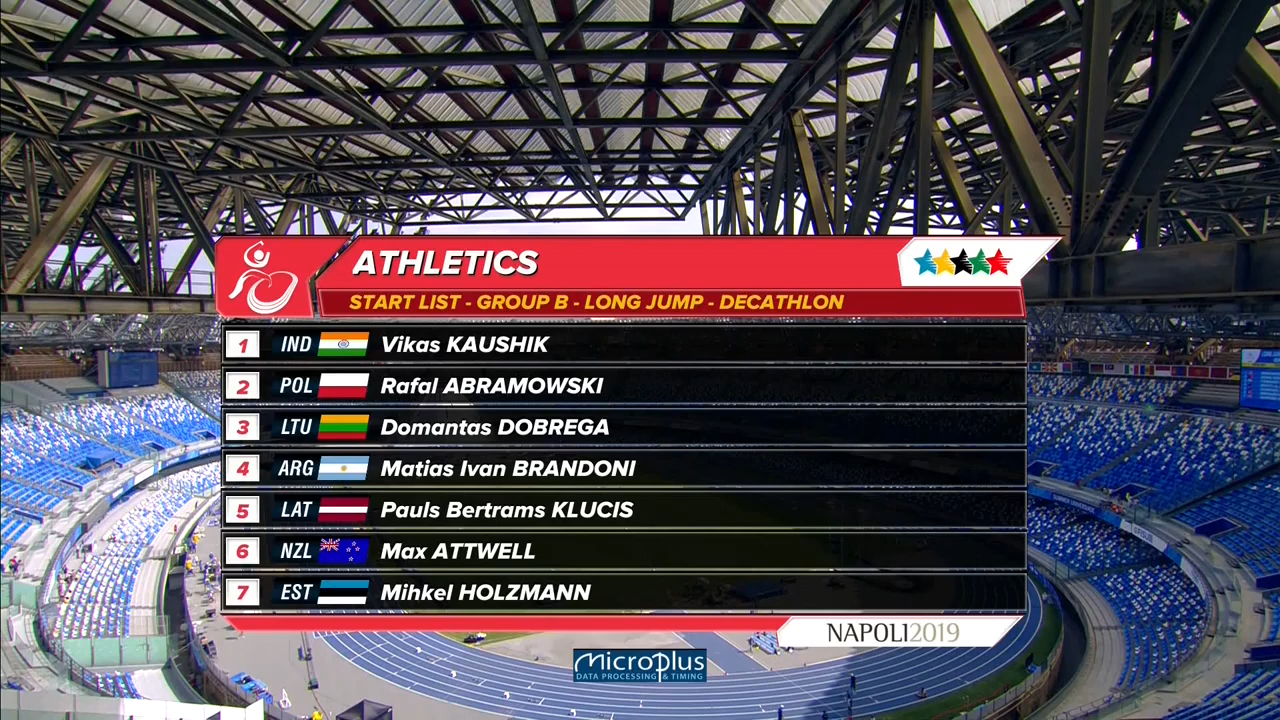 ATHLETICS
START LIST - GROUP B - LONG JUMP - DECATHLON
1 IND Vikas KAUSHIK
2 POL Rafal ABRAMOWSKI
3 LTU Domantas DOBREGA
4 ARG Matias Ivan BRANDONI
5 LAT Pauls Bertrams KLUCIS
6 NZL Max ATTWELL
7 EST Mihkel HOLZMANN
NAPOLI2019
Microplus
DATA PROCESSING & TIMING